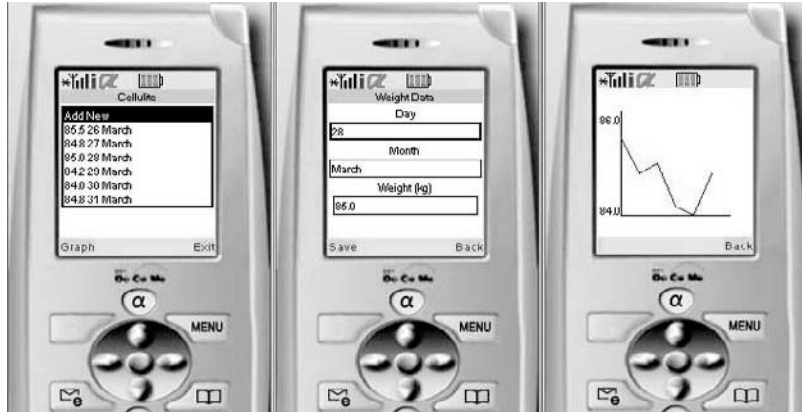 Cellulite
Add New
85.5 26 March
84.8 27 March
85.0 28 March
84.2 29 March
84.0 30 March
84.8 31 March
Graph Exit
α
MENU
Weight Data
Day
28
Month
March
Weight (kg)
85.0
Save Back
α
MENU
86.0
84.0
Back
α
MENU